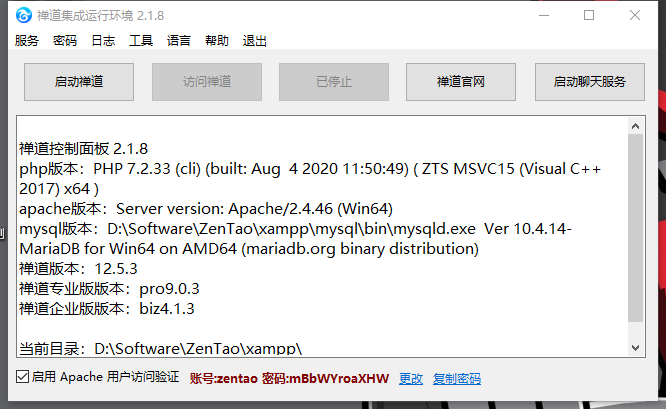 禅道集成运行环境 2.1.8
服务 密码 日志 工具 语言 帮助 退出
启动禅道 访问禅道 已停止 禅道官网 启动聊天服务
禅道控制面板 2.1.8
php版本：PHP 7.2.33 (cli) (built: Aug  4 2020 11:50:49) ( ZTS MSVC15 (Visual C++
2017) x64 )
apache版本：Server version: Apache/2.4.46 (Win64)
mysql版本：D:\Software\ZenTao\xampp\mysql\bin\mysqld.exe  Ver 10.4.14-
MariaDB for Win64 on AMD64 (mariadb.org binary distribution)
禅道版本：12.5.3
禅道专业版版本：pro9.0.3
禅道企业版版本：biz4.1.3
当前目录：D:\Software\ZenTao\xampp\
启用 Apache 用户访问验证 账号:zentao 密码:mBbWYroaXHW 更改 复制密码